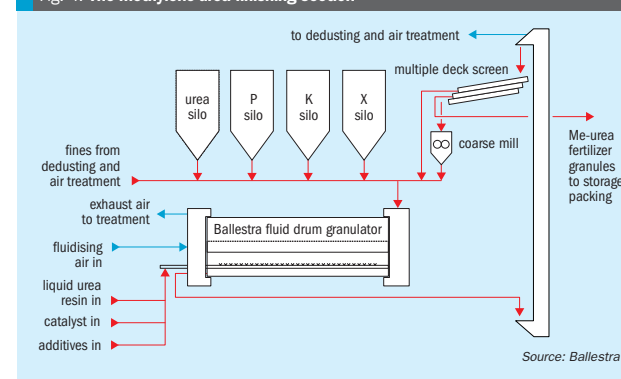 Fig. 4: The methylene urea finishing section
to dedusting and air treatment
multiple deck screen
urea
silo
P
silo
K
silo
X
silo
coarse mill
Me-urea
fertilizer
granules
to storage
packing
fines from
dedusting and
air treatment
exhaust air
to treatment
Ballestra fluid drum granulator
fluidising
air in
liquid urea
resin in
catalyst in
additives in
Source: Ballestra